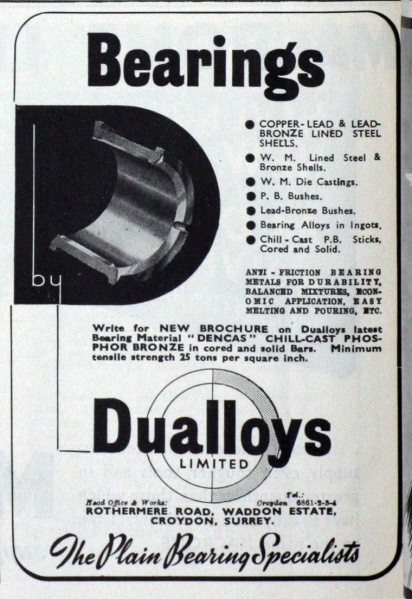 Bearings
● COPPER-LEAD & LEAD-
BRONZE LINED STEEL
SHELLS.
● W. M. Lined Steel &
Bronze Shells.
● W. M. Die Castings.
● P. B. Bushes.
● Lead-Bronze Bushes.
● Bearing Alloys in Ingots.
● Chill-Cast P.B. Sticks,
Cored and Solid.
by
ANTI-FRICTION BEARING
METALS FOR DURABILITY,
BALANCED MIXTURES, ECON-
OMIC APPLICATION, EASY
MELTING AND POURING, ETC.
Write for NEW BROCHURE on Dualloys latest
Bearing Material "DENCAS" CHILL-CAST PHOS-
PHOR BRONZE in cored and solid Bars. Minimum
tensile strength 25 tons per square inch.
Dualloys
LIMITED
Head Office & Works: Tel.: Croydon 6861-2-3-4
ROTHERMERE ROAD, WADDON ESTATE,
CROYDON, SURREY.
The Plain Bearing Specialists